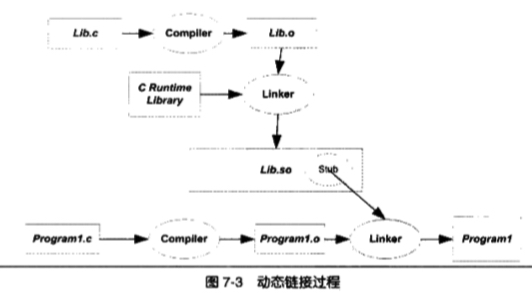 Lib.c
Compiler
Lib.o
C Runtime
Library
Linker
Lib.so
Stub
Program1.c
Compiler
Program1.o
Linker
Program1
图 7-3 动态链接过程